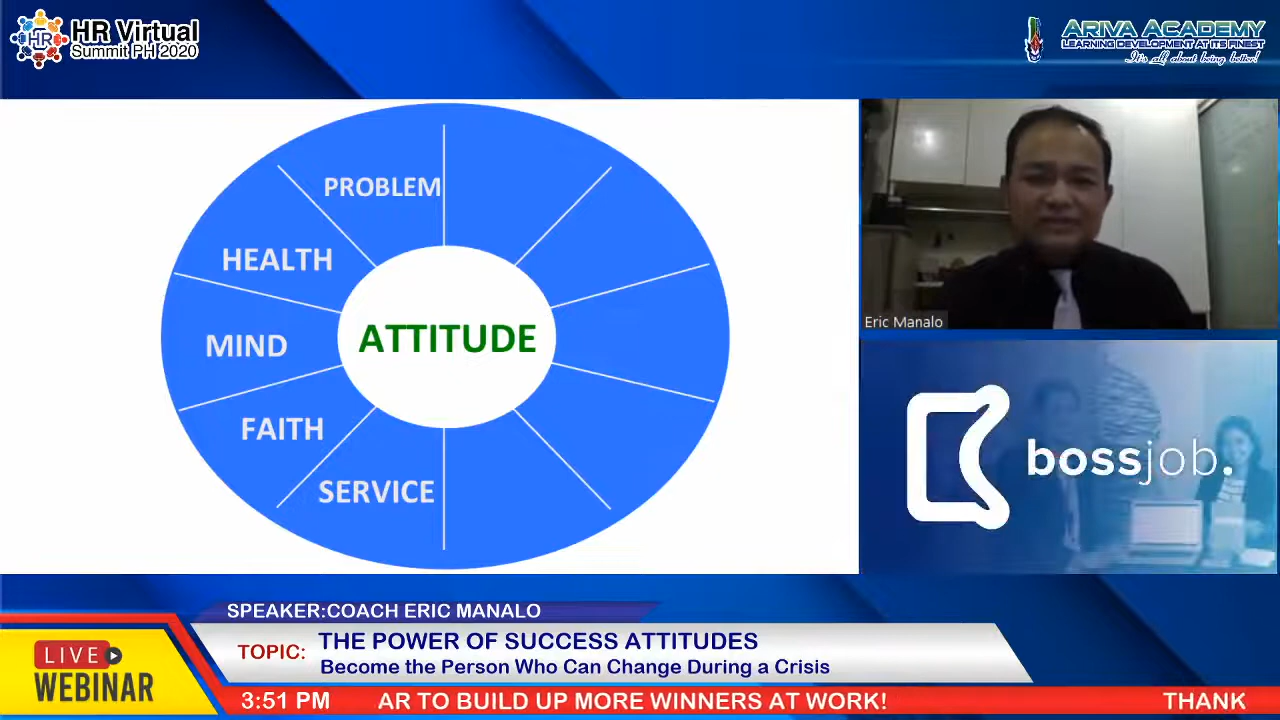 HR Virtual
Summit PH 2020
HR
ARIVA ACADEMY
LEARNING DEVELOPMENT AT ITS FINEST
It's all about being better!
PROBLEM
HEALTH
MIND
ATTITUDE
FAITH
SERVICE
Eric Manalo
bossjob.
SPEAKER:COACH ERIC MANALO
TOPIC: THE POWER OF SUCCESS ATTITUDES
Become the Person Who Can Change During a Crisis
LIVE
WEBINAR
3:51 PM AR TO BUILD UP MORE WINNERS AT WORK! THANK